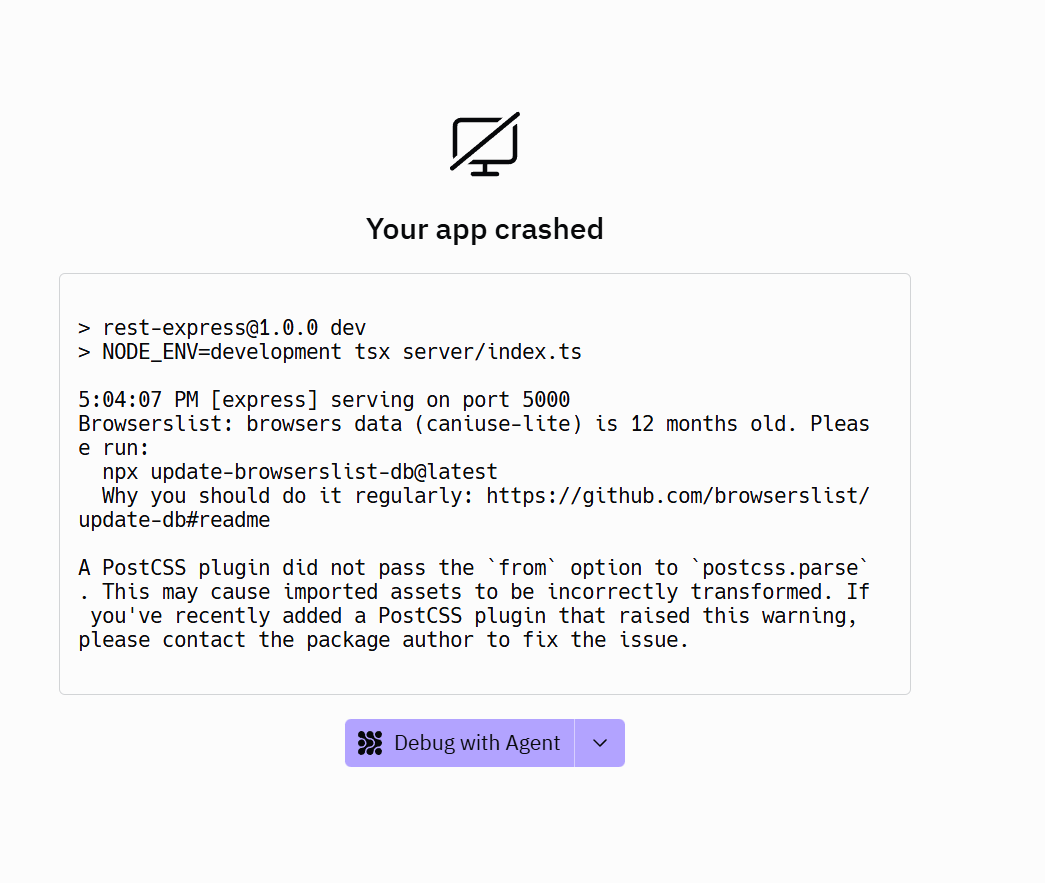 Your app crashed
> rest-express@1.0.0 dev
> NODE_ENV=development tsx server/index.ts
5:04:07 PM [express] serving on port 5000
Browserslist: browsers data (caniuse-lite) is 12 months old. Pleas
e run:
  npx update-browserslist-db@latest
  Why you should do it regularly: https://github.com/browserslist/
update-db#readme
A PostCSS plugin did not pass the `from` option to `postcss.parse`
. This may cause imported assets to be incorrectly transformed. If
 you've recently added a PostCSS plugin that raised this warning,
please contact the package author to fix the issue.
Debug with Agent